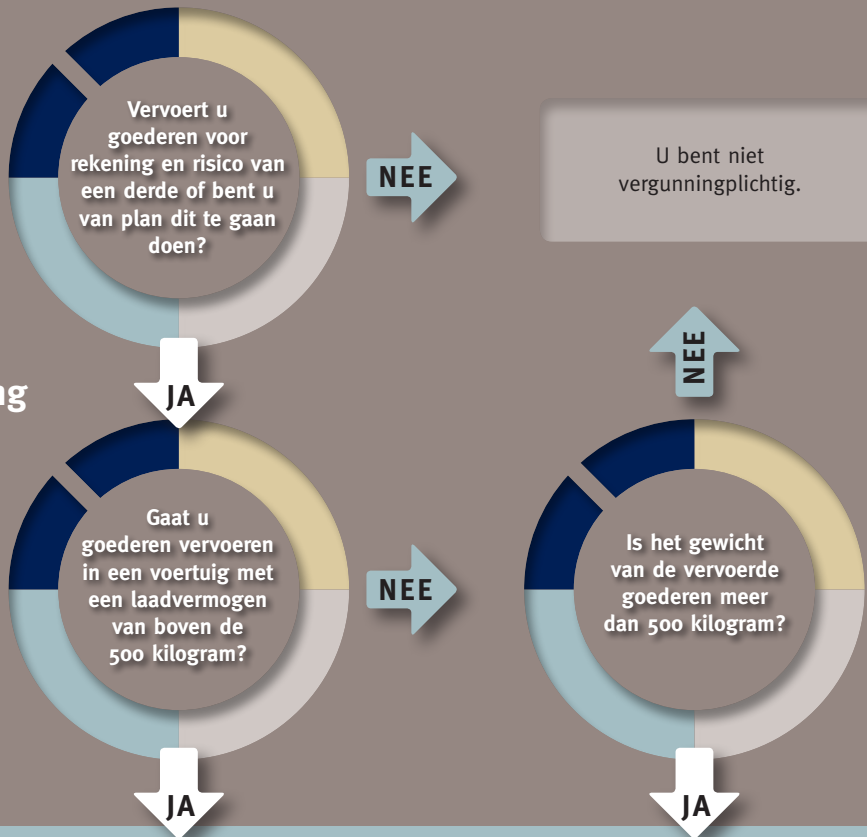 Vervoert u
goederen voor
rekening en risico van
een derde of bent u
van plan dit te gaan
doen?
NEE
U bent niet
vergunningplichtig.
JA
NEE
ng
Gaat u
goederen vervoeren
in een voertuig met
een laadvermogen
van boven de
500 kilogram?
NEE
Is het gewicht
van de vervoerde
goederen meer
dan 500 kilogram?
JA
JA